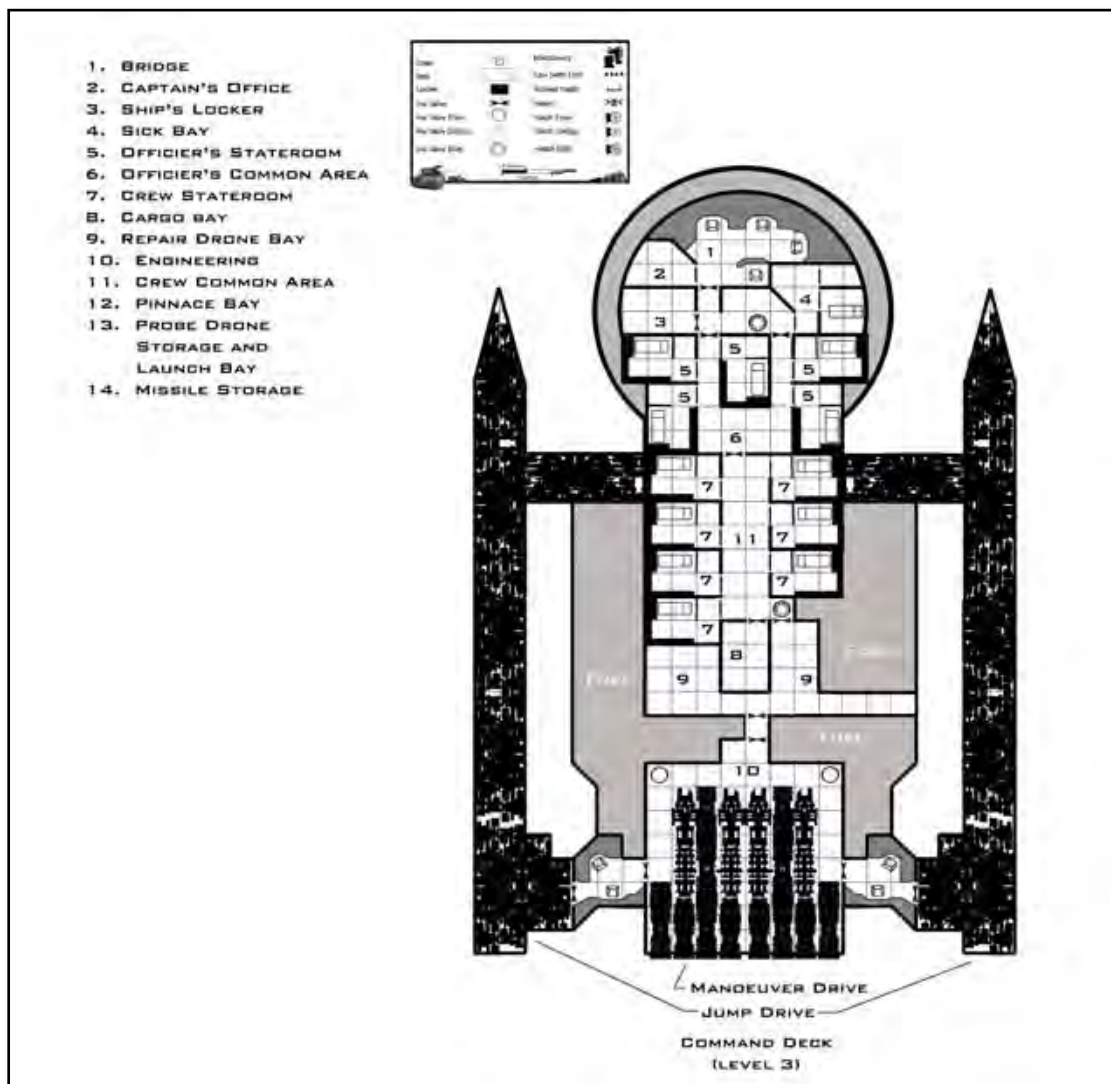 1. BRIDGE
2. CAPTAIN'S OFFICE
3. SHIP'S LOCKER
4. SICK BAY
5. OFFICIER'S STATEROOM
6. OFFICIER'S COMMON AREA
7. CREW STATEROOM
8. CARGO BAY
9. REPAIR DRONE BAY
10. ENGINEERING
11. CREW COMMON AREA
12. PINNACE BAY
13. PROBE DRONE
STORAGE AND
LAUNCH BAY
14. MISSILE STORAGE
1
2
4
3
5
5
5
5
5
6
7
7
7
11
7
7
7
7
8
9
9
FUEL
FUEL
10
MANOEUVER DRIVE
JUMP DRIVE
COMMAND DECK
(LEVEL 3)